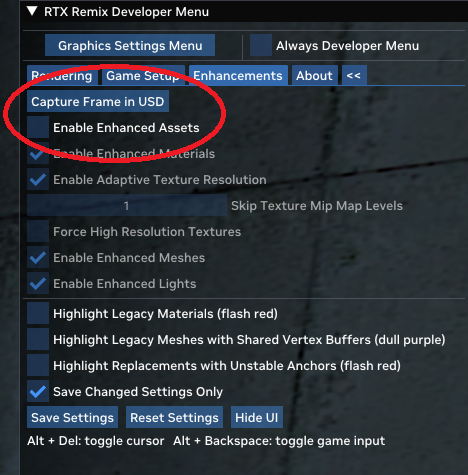 RTX Remix Developer Menu
Graphics Settings Menu Always Developer Menu
Rendering Game Setup Enhancements About <<
Capture Frame in USD
Enable Enhanced Assets
Enable Enhanced Materials
Enable Adaptive Texture Resolution
1 Skip Texture Mip Map Levels
Force High Resolution Textures
Enable Enhanced Meshes
Enable Enhanced Lights
Highlight Legacy Materials (flash red)
Highlight Legacy Meshes with Shared Vertex Buffers (dull purple)
Highlight Replacements with Unstable Anchors (flash red)
Save Changed Settings Only
Save Settings Reset Settings Hide UI
Alt + Del: toggle cursor Alt + Backspace: toggle game input